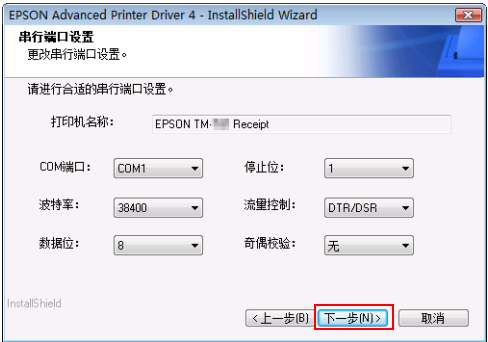 EPSON Advanced Printer Driver 4 - InstallShield Wizard
串行端口设置
更改串行端口设置。
请进行合适的串行端口设置。
打印机名称： EPSON TM- Receipt
COM端口： COM1 停止位： 1
波特率： 38400 流量控制： DTR/DSR
数据位： 8 奇偶校验： 无
InstallShield
<上一步(B) 下一步(N)> 取消